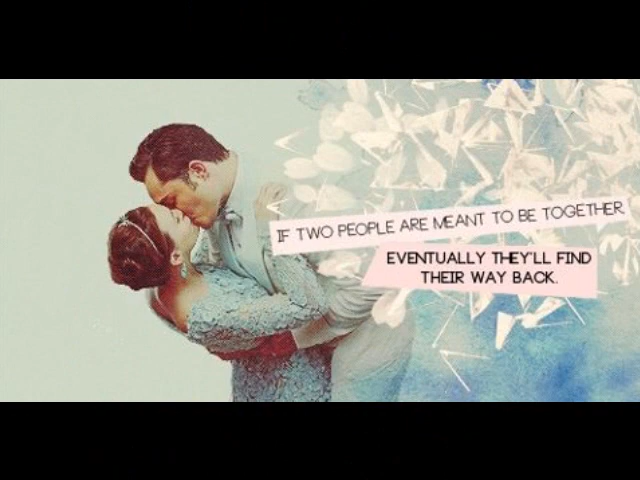 IF TWO PEOPLE ARE MEANT TO BE TOGETHER,
EVENTUALLY THEY'LL FIND
THEIR WAY BACK.